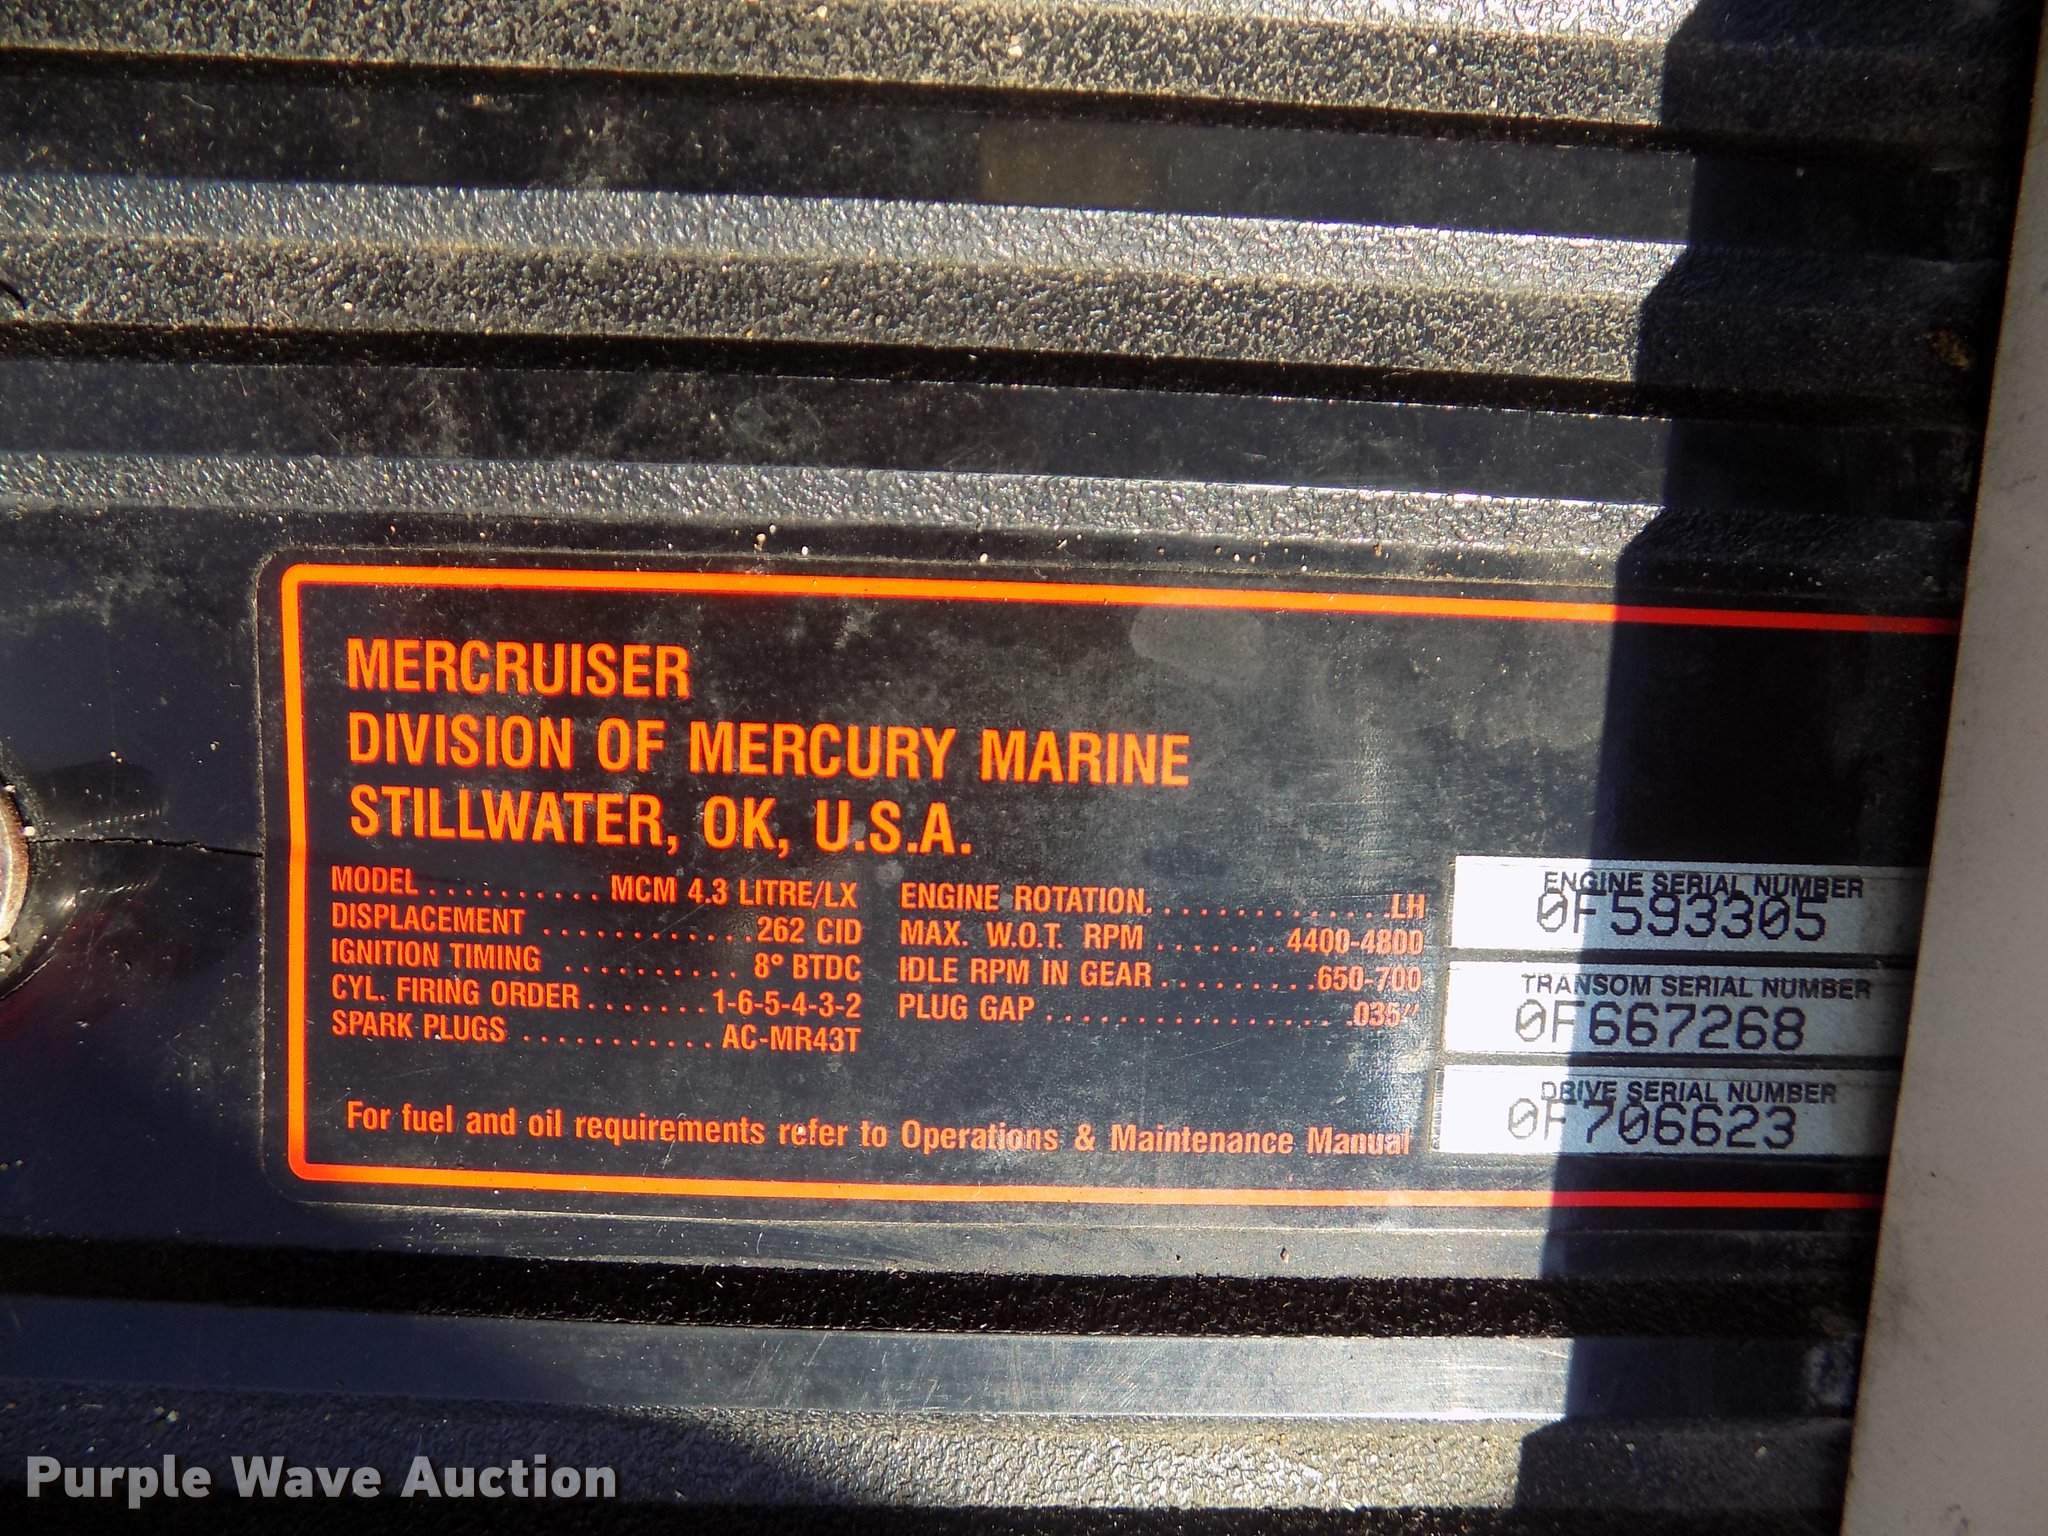 MERCRUISER
DIVISION OF MERCURY MARINE
STILLWATER, OK, U.S.A.
MODEL.......... MCM 4.3 LITRE/LX
DISPLACEMENT ............262 CID
IGNITION TIMING .......... 8° BTDC
CYL. FIRING ORDER.......1-6-5-4-3-2
SPARK PLUGS ........... AC-MR43T
ENGINE ROTATION..............LH
MAX. W.O.T. RPM .......4400-4800
IDLE RPM IN GEAR.........650-700
PLUG GAP ..................035"
ENGINE SERIAL NUMBER
0F593305
TRANSOM SERIAL NUMBER
0F667268
DRIVE SERIAL NUMBER
0F706623
For fuel and oil requirements refer to Operations & Maintenance Manual
Purple Wave Auction